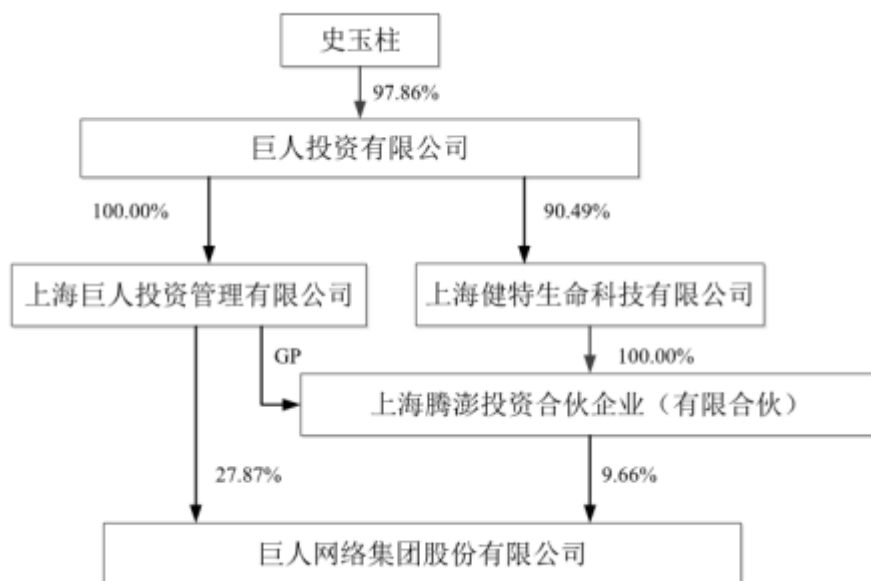 史玉柱
97.86%
巨人投资有限公司
100.00%
90.49%
上海巨人投资管理有限公司
上海健特生命科技有限公司
GP
100.00%
上海腾澎投资合伙企业（有限合伙）
27.87%
9.66%
巨人网络集团股份有限公司